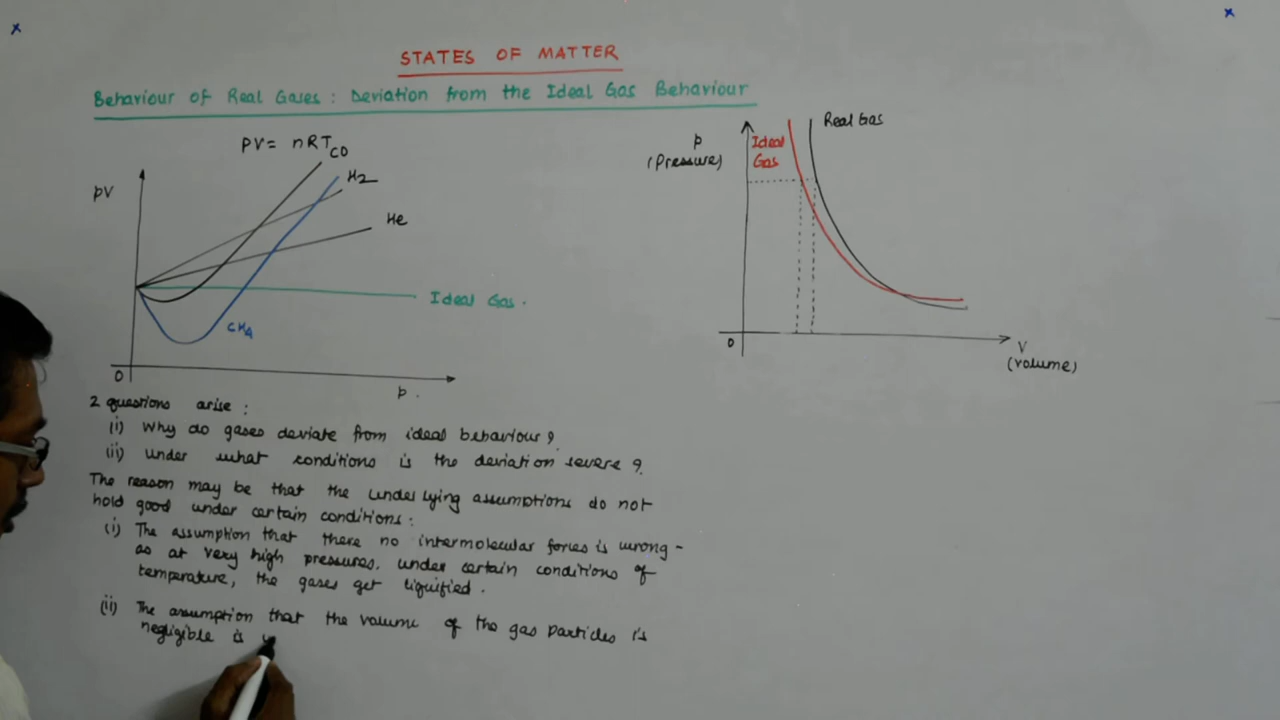 STATES OF MATTER
Behaviour of Real Gases : Deviation from the Ideal Gas Behaviour
PV = nRT
pV
CO
H2
He
Ideal Gas.
CH4
0
p.
p
(Pressure)
Ideal
Gas
Real Gas
0
V
(volume)
2 questions arise :
(i) Why do gases deviate from ideal behaviour ?
(ii) under what conditions is the deviation severe ?
The reason may be that the underlying assumptions do not
hold good under certain conditions :
(i) The assumption that there no intermolecular forces is wrong -
as at very high pressures, under certain conditions of
temperature, the gases get liquified .
(ii) The assumption that the volume of the gas particles is
negligible is